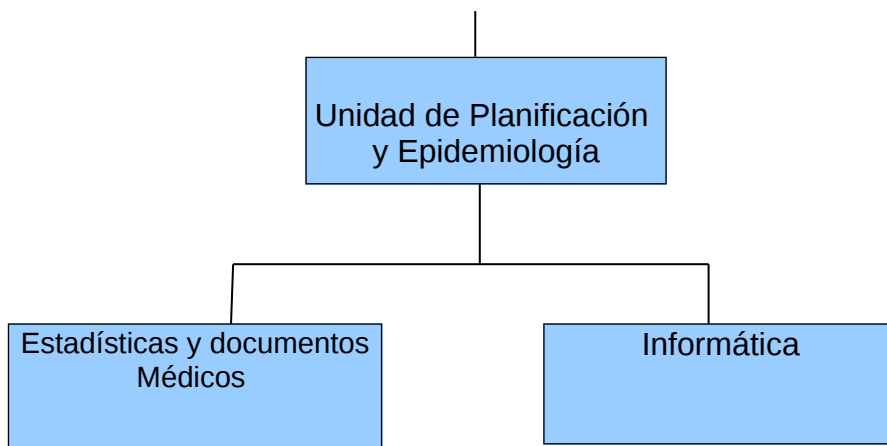 Unidad de Planificación
y Epidemiología
Estadísticas y documentos
Médicos
Informática